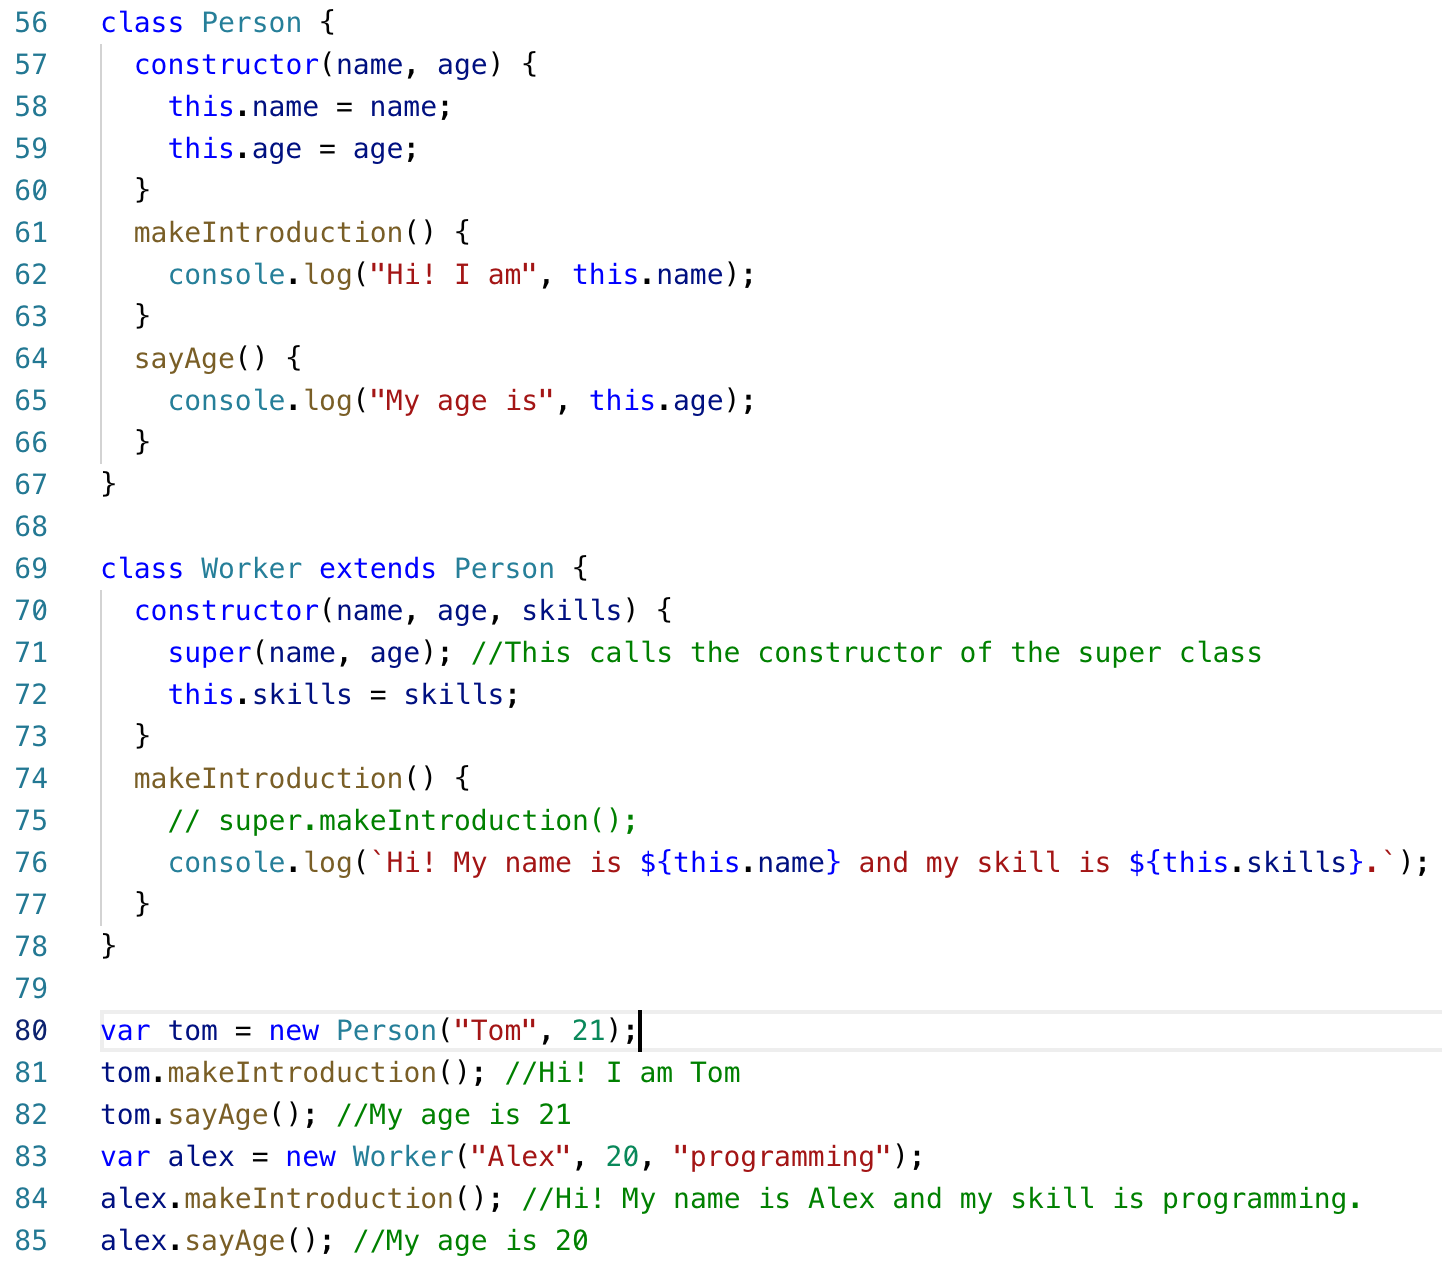 56 class Person {
57   constructor(name, age) {
58     this.name = name;
59     this.age = age;
60   }
61   makeIntroduction() {
62     console.log("Hi! I am", this.name);
63   }
64   sayAge() {
65     console.log("My age is", this.age);
66   }
67 }
68
69 class Worker extends Person {
70   constructor(name, age, skills) {
71     super(name, age); //This calls the constructor of the super class
72     this.skills = skills;
73   }
74   makeIntroduction() {
75     // super.makeIntroduction();
76     console.log(`Hi! My name is ${this.name} and my skill is ${this.skills}.`);
77   }
78 }
79
80 var tom = new Person("Tom", 21);
81 tom.makeIntroduction(); //Hi! I am Tom
82 tom.sayAge(); //My age is 21
83 var alex = new Worker("Alex", 20, "programming");
84 alex.makeIntroduction(); //Hi! My name is Alex and my skill is programming.
85 alex.sayAge(); //My age is 20